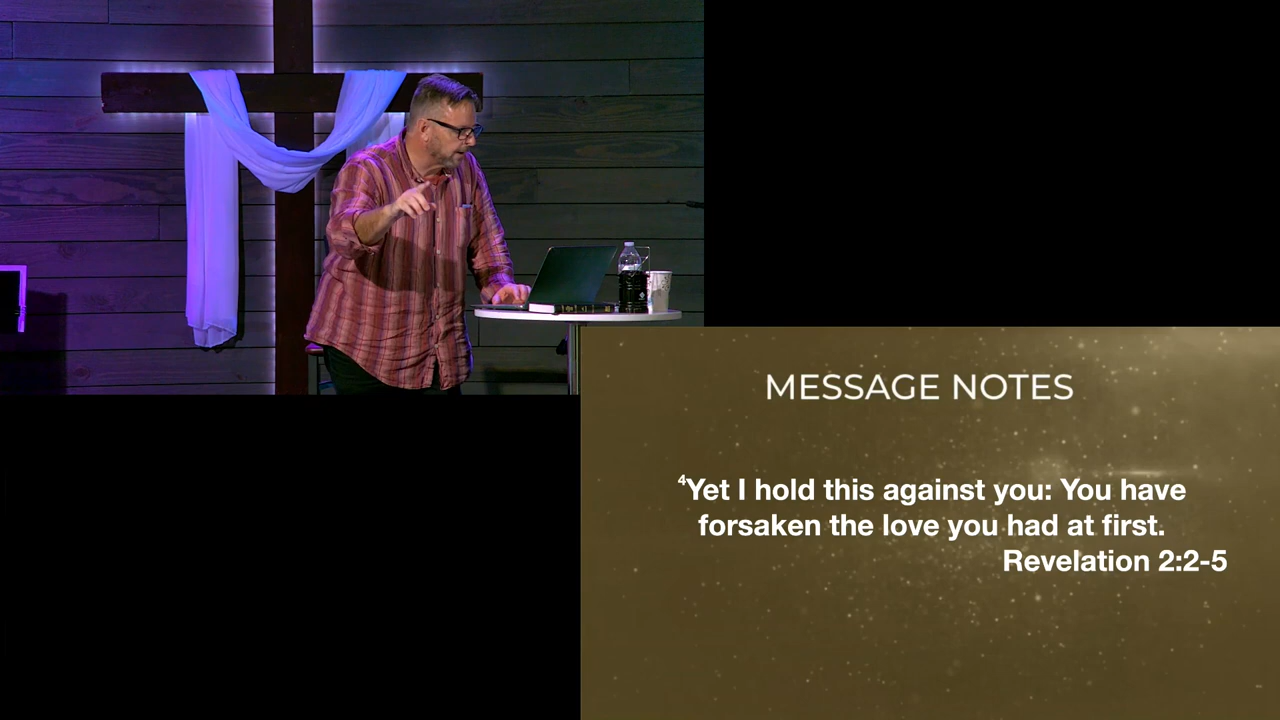 MESSAGE NOTES
⁴Yet I hold this against you: You have
forsaken the love you had at first.
Revelation 2:2-5